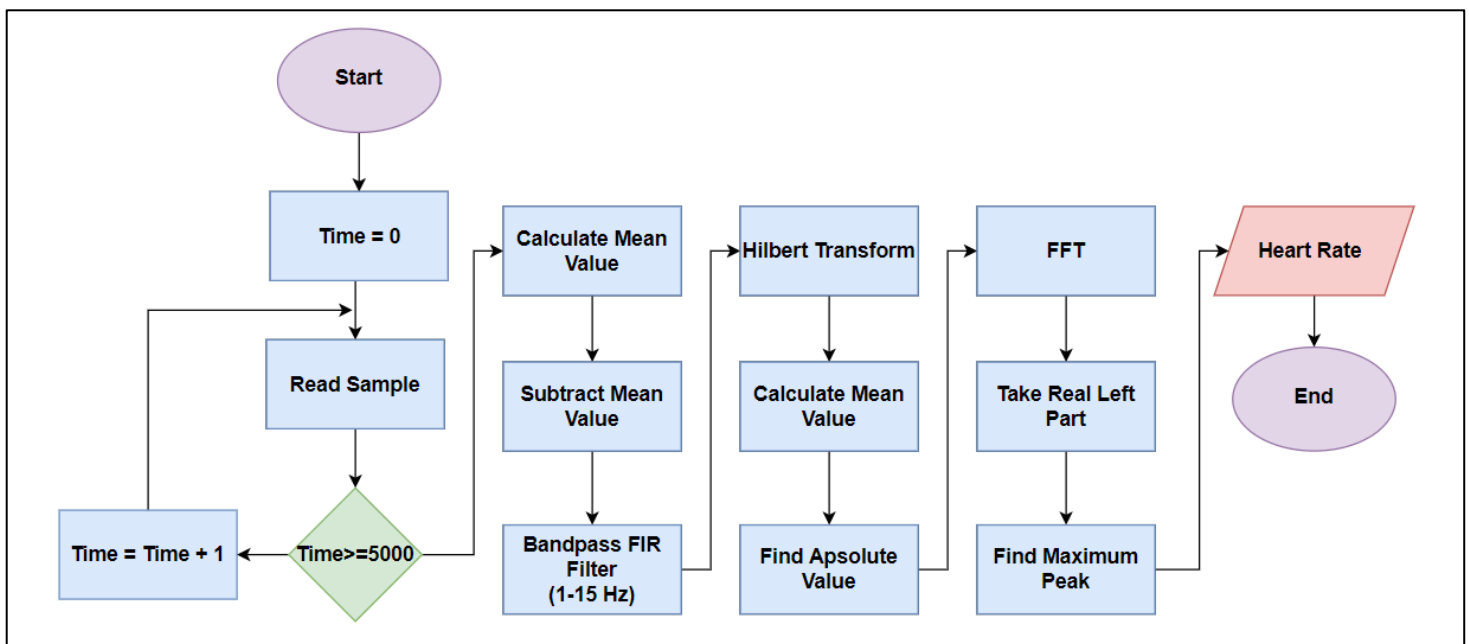 Start
Time = 0
Read Sample
Time>=5000
Time = Time + 1
Calculate Mean
Value
Subtract Mean
Value
Bandpass FIR
Filter
(1-15 Hz)
Hilbert Transform
Calculate Mean
Value
Find Apsolute
Value
FFT
Take Real Left
Part
Find Maximum
Peak
Heart Rate
End